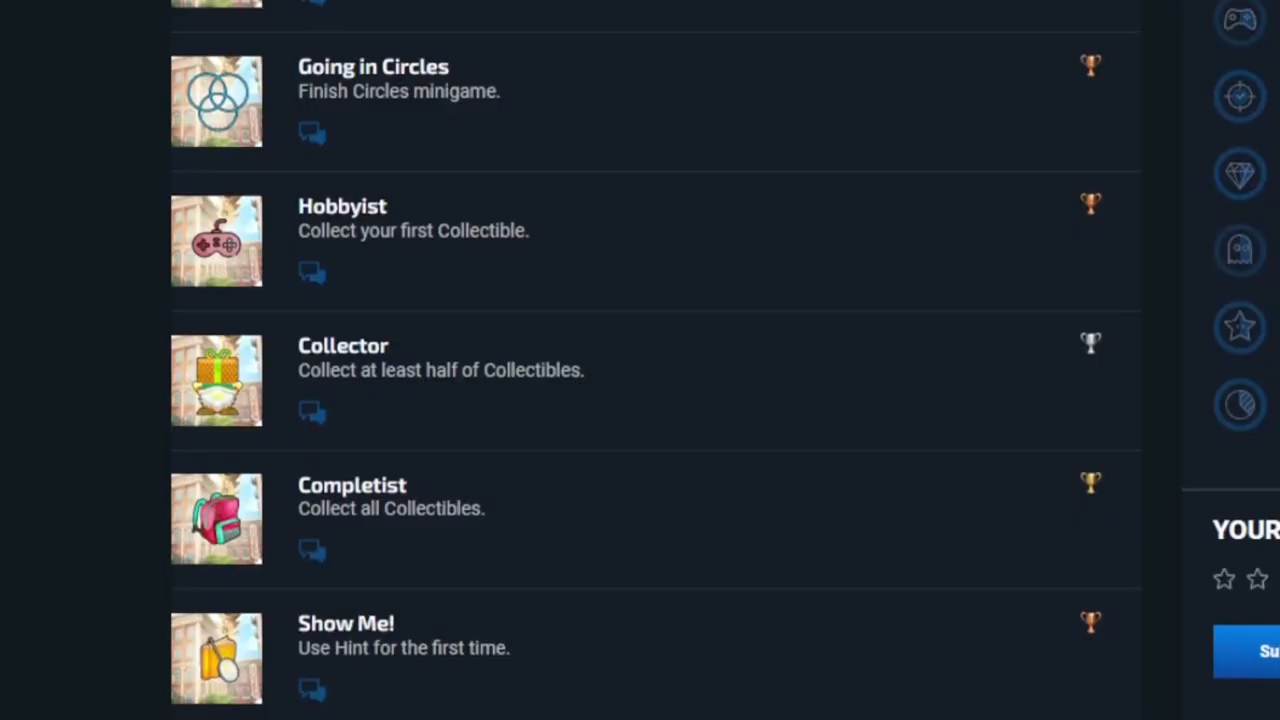 Going in Circles
Finish Circles minigame.
Hobbyist
Collect your first Collectible.
Collector
Collect at least half of Collectibles.
Completist
Collect all Collectibles.
YOUR
Show Me!
Use Hint for the first time.
Su